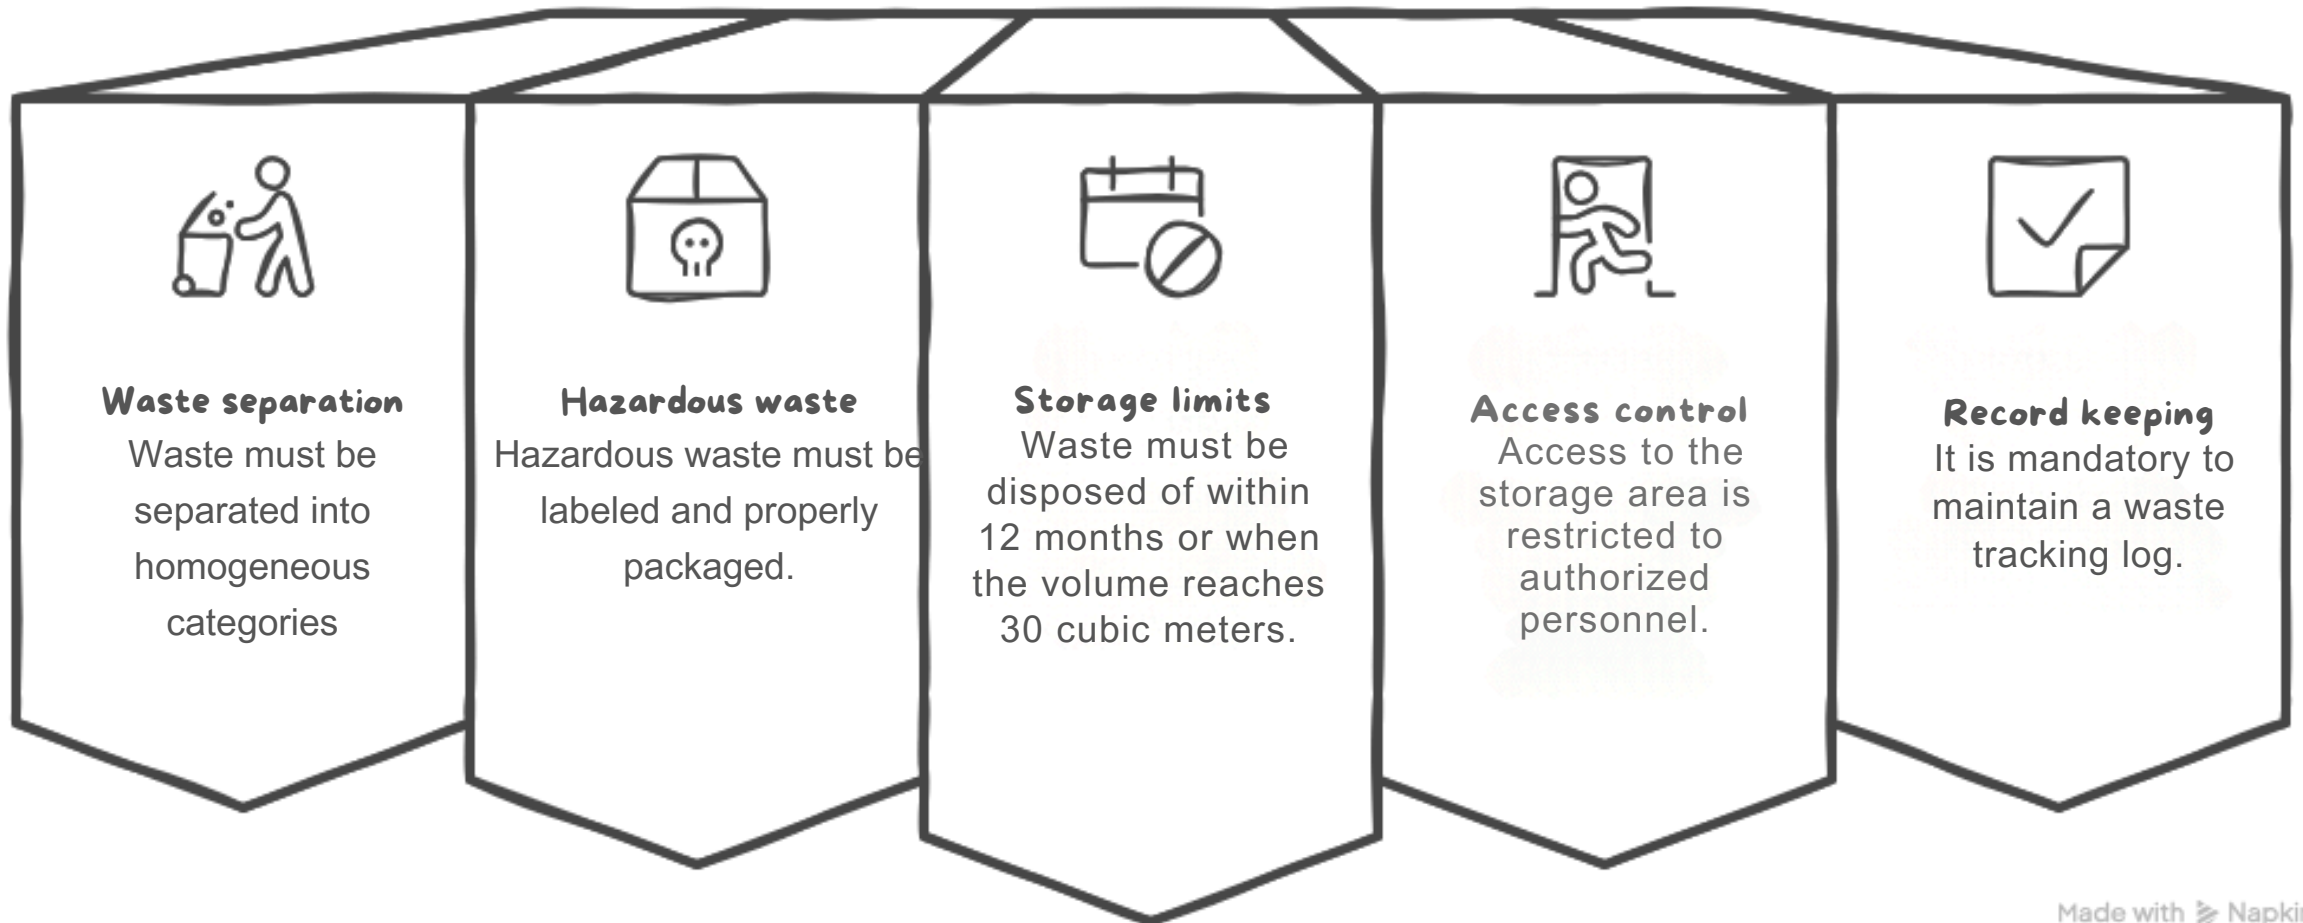 Waste separation
Waste must be
separated into
homogeneous
categories
Hazardous waste
Hazardous waste must be
labeled and properly
packaged.
Storage limits
Waste must be
disposed of within
12 months or when
the volume reaches
30 cubic meters.
Access control
Access to the
storage area is
restricted to
authorized
personnel.
Record keeping
It is mandatory to
maintain a waste
tracking log.
Made with Napkin